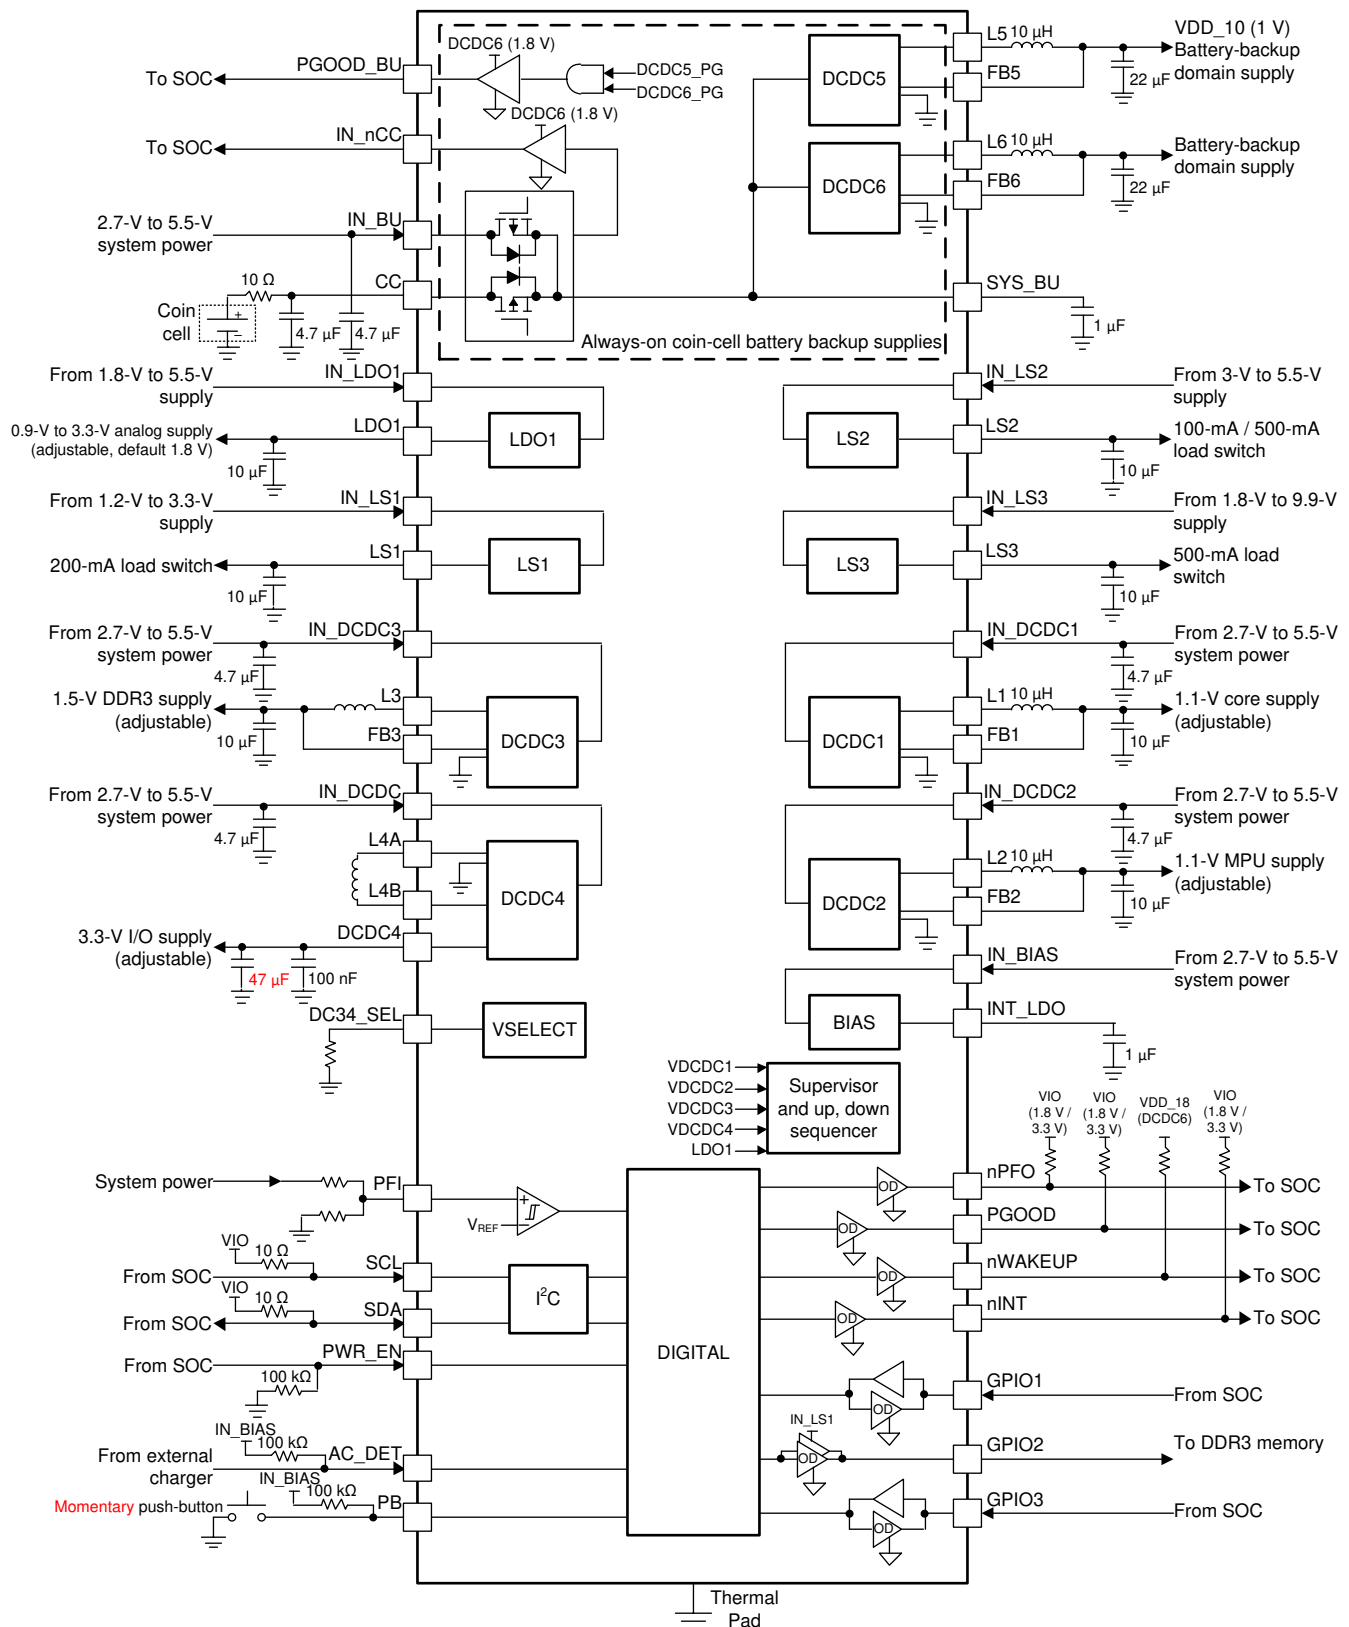 DCDC6 (1.8 V)
PGOOD_BU
To SOC
DCDC5_PG
DCDC6_PG
DCDC5
L5 10 µH
FB5
22 µF
VDD_10 (1 V)
Battery-backup
domain supply
DCDC6 (1.8 V)
IN_nCC
To SOC
DCDC6
L6 10 µH
FB6
22 µF
Battery-backup
domain supply
2.7-V to 5.5-V
system power
IN_BU
10 Ω
CC
Coin
cell
+
–
4.7 µF
4.7 µF
SYS_BU
1 µF
Always-on coin-cell battery backup supplies
From 1.8-V to 5.5-V
supply
IN_LDO1
0.9-V to 3.3-V analog supply
(adjustable, default 1.8 V)
LDO1
10 µF
LDO1
IN_LS2
From 3-V to 5.5-V
supply
LS2
LS2
100-mA / 500-mA
load switch
10 µF
From 1.2-V to 3.3-V
supply
IN_LS1
200-mA load switch
LS1
10 µF
LS1
IN_LS3
From 1.8-V to 9.9-V
supply
LS3
LS3
500-mA load
switch
10 µF
From 2.7-V to 5.5-V
system power
IN_DCDC3
4.7 µF
1.5-V DDR3 supply
(adjustable)
L3
FB3
10 µF
DCDC3
IN_DCDC1
From 2.7-V to 5.5-V
system power
4.7 µF
DCDC1
L1 10 µH
FB1
1.1-V core supply
(adjustable)
10 µF
From 2.7-V to 5.5-V
system power
IN_DCDC
4.7 µF
L4A
L4B
DCDC4
3.3-V I/O supply
(adjustable)
DCDC4
47 µF
100 nF
IN_DCDC2
From 2.7-V to 5.5-V
system power
4.7 µF
DCDC2
L2 10 µH
FB2
1.1-V MPU supply
(adjustable)
10 µF
IN_BIAS
From 2.7-V to 5.5-V
system power
DC34_SEL
VSELECT
BIAS
INT_LDO
1 µF
VDCDC1
VDCDC2
VDCDC3
VDCDC4
LDO1
Supervisor
and up, down
sequencer
VIO
(1.8 V /
3.3 V)
VIO
(1.8 V /
3.3 V)
VDD_18
(DCDC6)
VIO
(1.8 V /
3.3 V)
System power
PFI
VREF
+
–
DIGITAL
OD
nPFO
To SOC
OD
PGOOD
To SOC
VIO
10 Ω
From SOC
SCL
I2C
OD
nWAKEUP
To SOC
VIO
10 Ω
From SOC
SDA
OD
nINT
To SOC
From SOC
PWR_EN
100 kΩ
OD
GPIO1
From SOC
IN_BIAS
100 kΩ
From external
charger
AC_DET
IN_LS1
OD
GPIO2
To DDR3 memory
IN_BIAS
100 kΩ
Momentary push-button
PB
OD
GPIO3
From SOC
Thermal
Pad